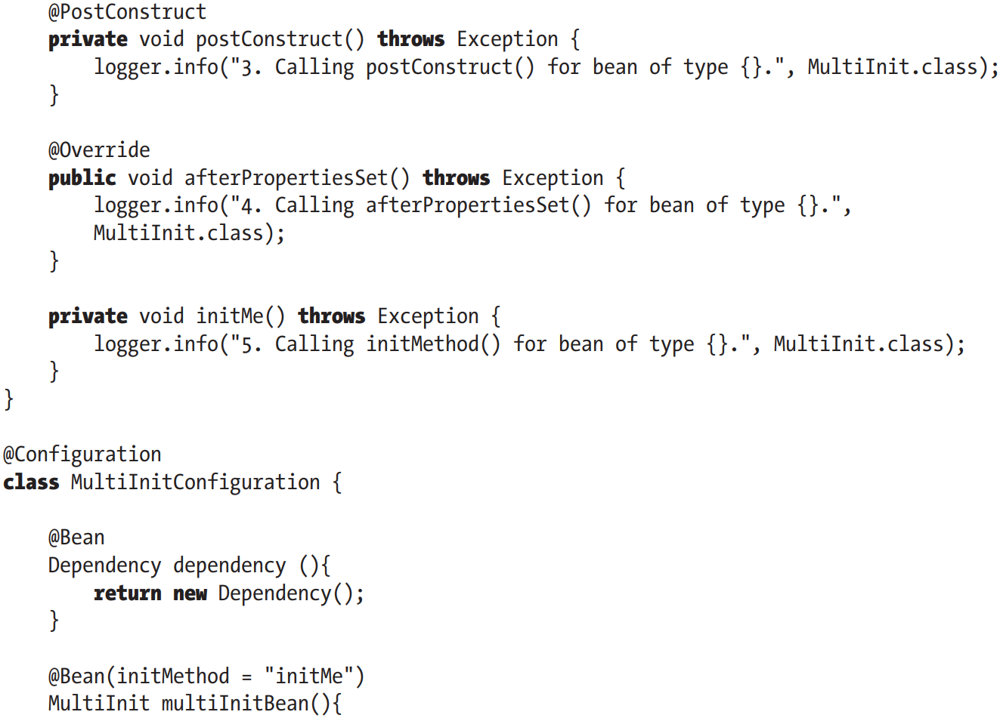 @PostConstruct
private void postConstruct() throws Exception {
logger.info("3. Calling postConstruct() for bean of type {}.", MultiInit.class);
}
@Override
public void afterPropertiesSet() throws Exception {
logger.info("4. Calling afterPropertiesSet() for bean of type {}.",
MultiInit.class);
}
private void initMe() throws Exception {
logger.info("5. Calling initMethod() for bean of type {}.", MultiInit.class);
}
}
@Configuration
class MultiInitConfiguration {
@Bean
Dependency dependency (){
return new Dependency();
}
@Bean(initMethod = "initMe")
MultiInit multiInitBean(){